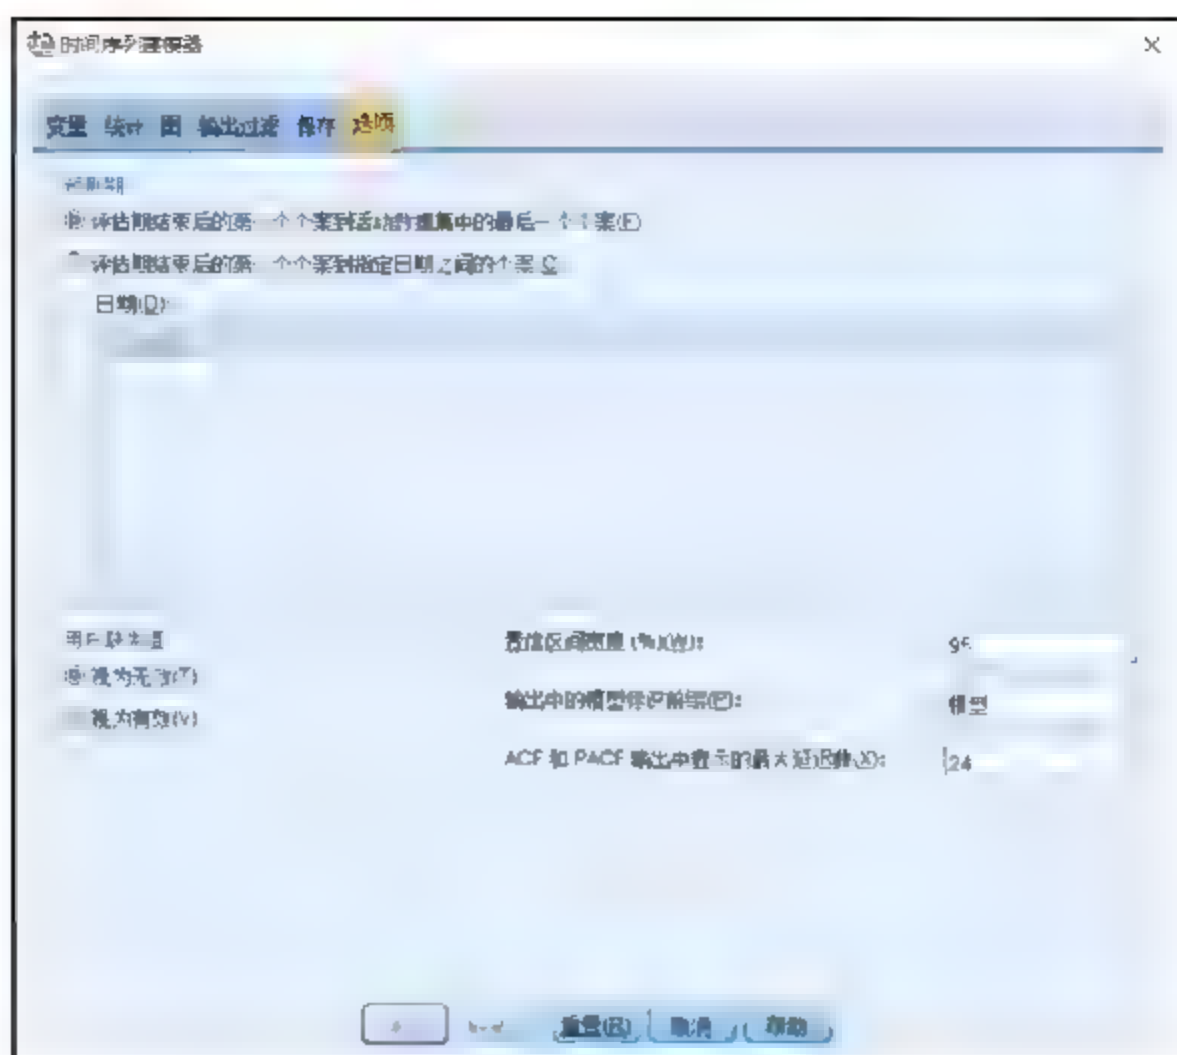 时间序列建模器
变量 统计 图 输出过滤 保存 选项
预测期
评估期结束后的第一个个案到活动数据集中的最后一个个案(F)
评估期结束后的第一个个案到指定日期之间的个案(C)
日期(D):
用户缺失值
视为无效(T)
视为有效(V)
置信区间宽度 (%)(W): 95
输出中的模型标识前缀(P): 模型
ACF 和 PACF 输出中显示的最大延迟数(X): 24
重置(R) 取消 帮助